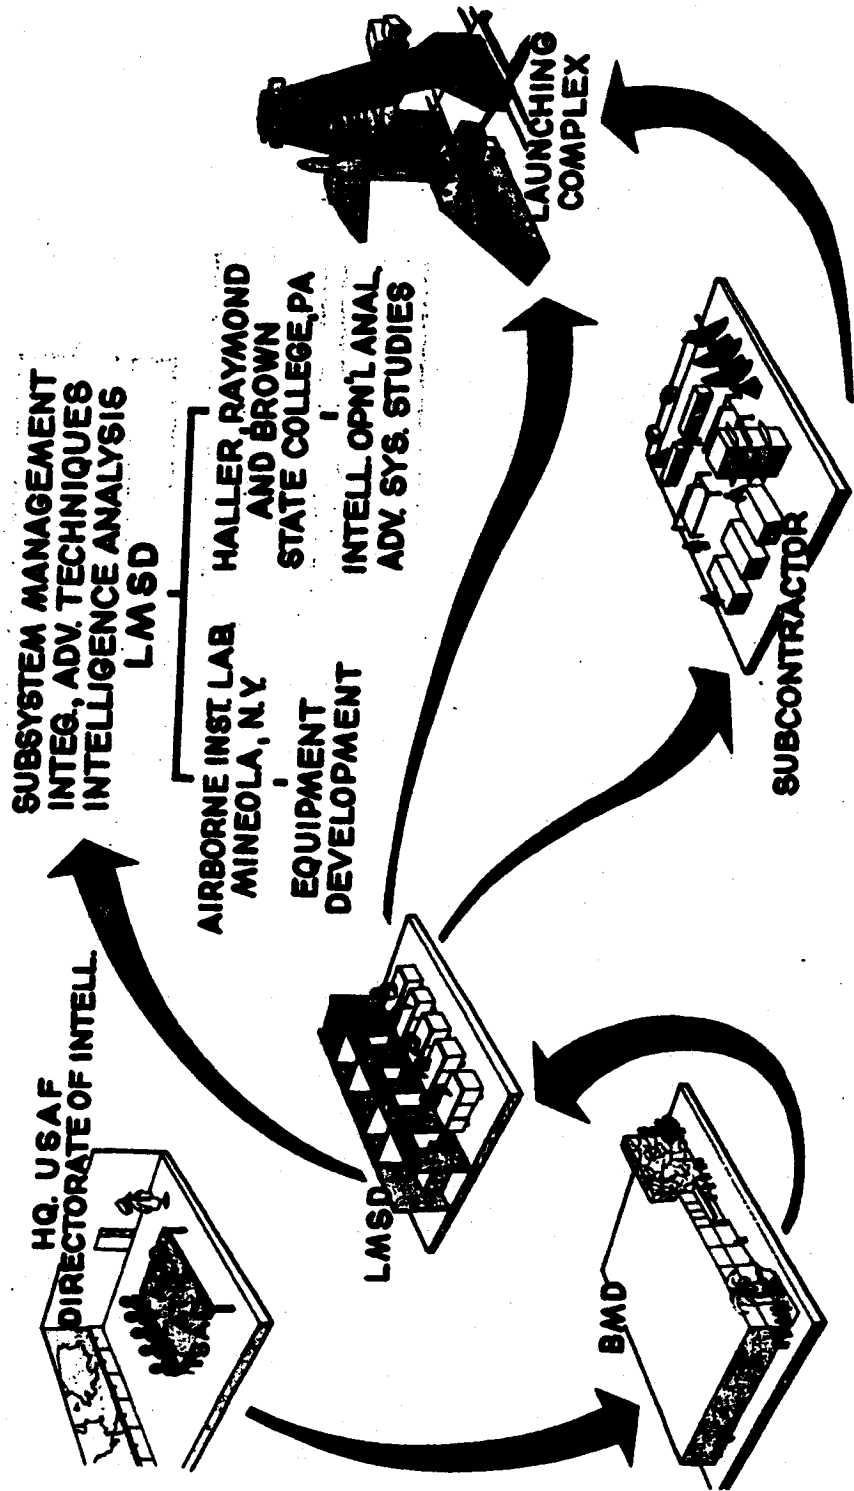 HQ. USAF
DIRECTORATE OF INTELL.
SUBSYSTEM MANAGEMENT
INTEG., ADV. TECHNIQUES
INTELLIGENCE ANALYSIS
LMSD
AIRBORNE INST. LAB.
MINEOLA, N.Y.
EQUIPMENT
DEVELOPMENT
HALLER, RAYMOND
AND BROWN
STATE COLLEGE, PA
INTELL. OPN'L ANAL.
ADV. SYS. STUDIES
LMSD
LAUNCHING
COMPLEX
BMD
SUBCONTRACTOR